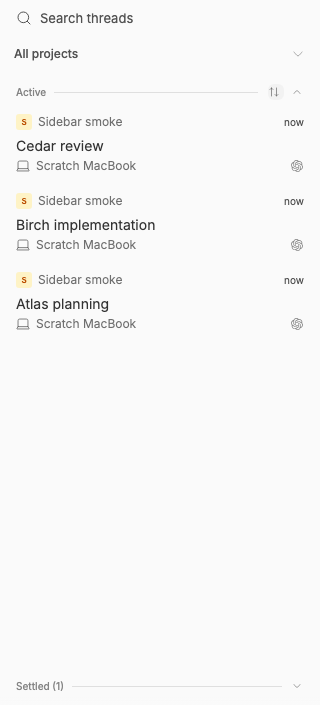 Search threads
All projects
Active
S Sidebar smoke now
Cedar review
Scratch MacBook
S Sidebar smoke now
Birch implementation
Scratch MacBook
S Sidebar smoke now
Atlas planning
Scratch MacBook
Settled (1)